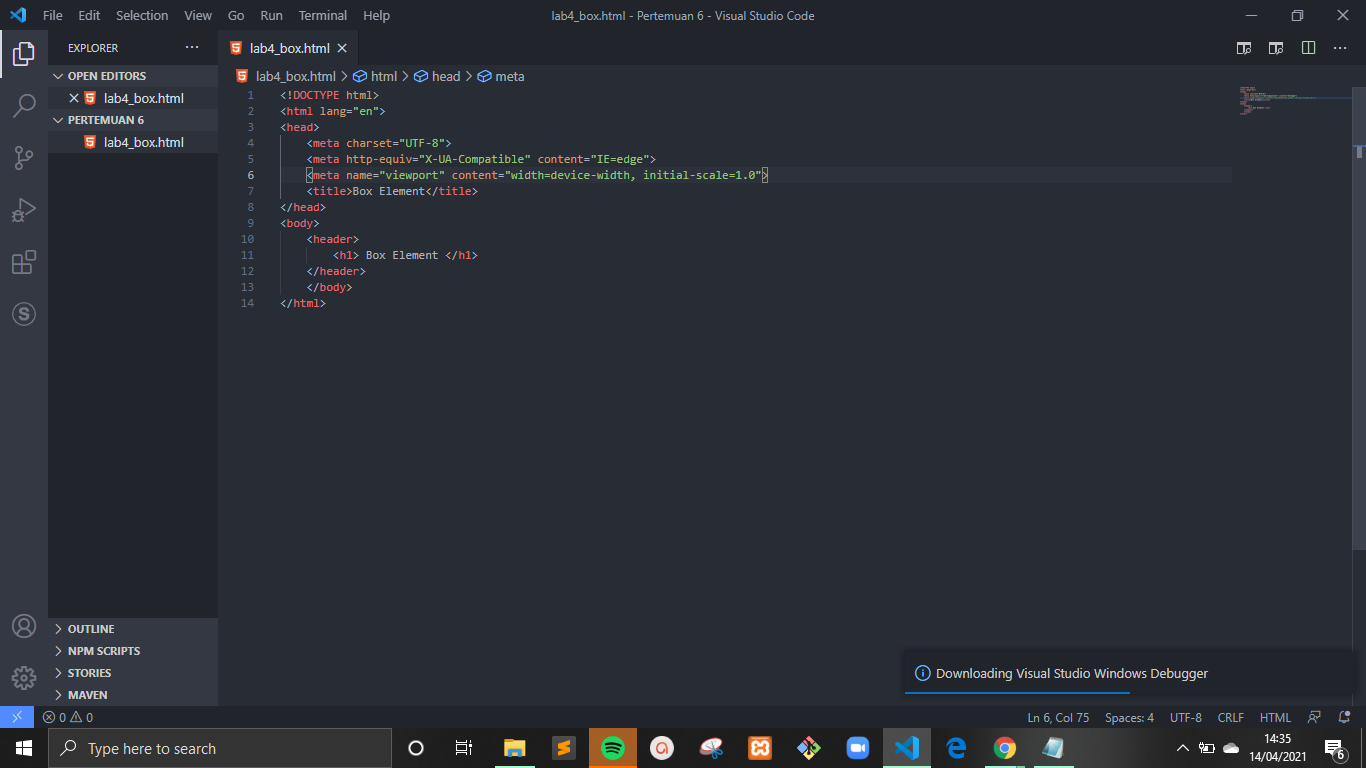 File Edit Selection View Go Run Terminal Help lab4_box.html - Pertemuan 6 - Visual Studio Code
EXPLORER
OPEN EDITORS
lab4_box.html
PERTEMUAN 6
lab4_box.html
OUTLINE
NPM SCRIPTS
STORIES
MAVEN
lab4_box.html
lab4_box.html > html > head > meta
1 <!DOCTYPE html>
2 <html lang="en">
3 <head>
4 <meta charset="UTF-8">
5 <meta http-equiv="X-UA-Compatible" content="IE=edge">
6 <meta name="viewport" content="width=device-width, initial-scale=1.0">
7 <title>Box Element</title>
8 </head>
9 <body>
10 <header>
11 <h1> Box Element </h1>
12 </header>
13 </body>
14 </html>
Downloading Visual Studio Windows Debugger
0 0 Ln 6, Col 75 Spaces: 4 UTF-8 CRLF HTML
Type here to search
14:35
14/04/2021
6